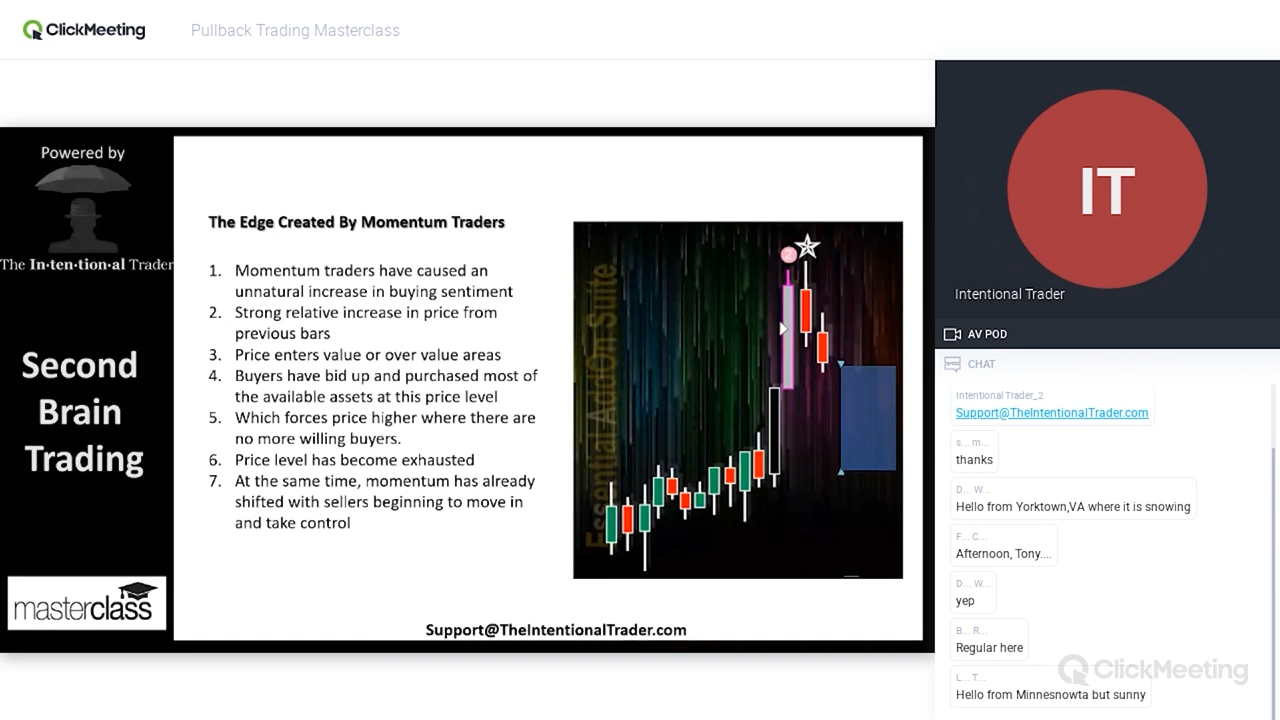 ClickMeeting
Pullback Trading Masterclass
Powered by
The In•ten•tion•al Trader
Second
Brain
Trading
masterclass
The Edge Created By Momentum Traders
1. Momentum traders have caused an
unnatural increase in buying sentiment
2. Strong relative increase in price from
previous bars
3. Price enters value or over value areas
4. Buyers have bid up and purchased most of
the available assets at this price level
5. Which forces price higher where there are
no more willing buyers.
6. Price level has become exhausted
7. At the same time, momentum has already
shifted with sellers beginning to move in
and take control
Essential AddOn Suite
2
Support@TheIntentionalTrader.com
IT
Intentional Trader
AV POD
CHAT
Intentional Trader_2
Support@TheIntentionalTrader.com
s... m...
thanks
D... W...
Hello from Yorktown,VA where it is snowing
F... C...
Afternoon, Tony....
D... W...
yep
B... R...
Regular here
L... T...
Hello from Minnesnowta but sunny
ClickMeeting